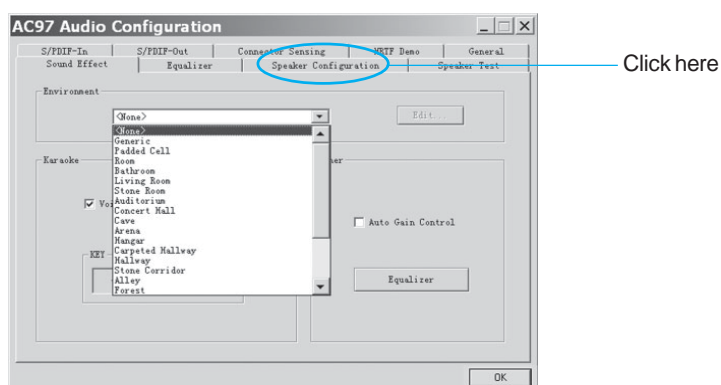 AC97 Audio Configuration
S/PDIF-In S/PDIF-Out Connector Sensing HRTF Demo General
Sound Effect Equalizer Speaker Configuration Speaker Test
Click here
Environment
<None> Edit...
<None>
Generic
Padded Cell
Karaoke
Room
Bathroom
Living Room
Stone Room
Auditorium
Concert Hall
Cave
Auto Gain Control
Arena
Hangar
KEY Carpeted Hallway
Hallway
Stone Corridor
Alley Equalizer
Forest
OK